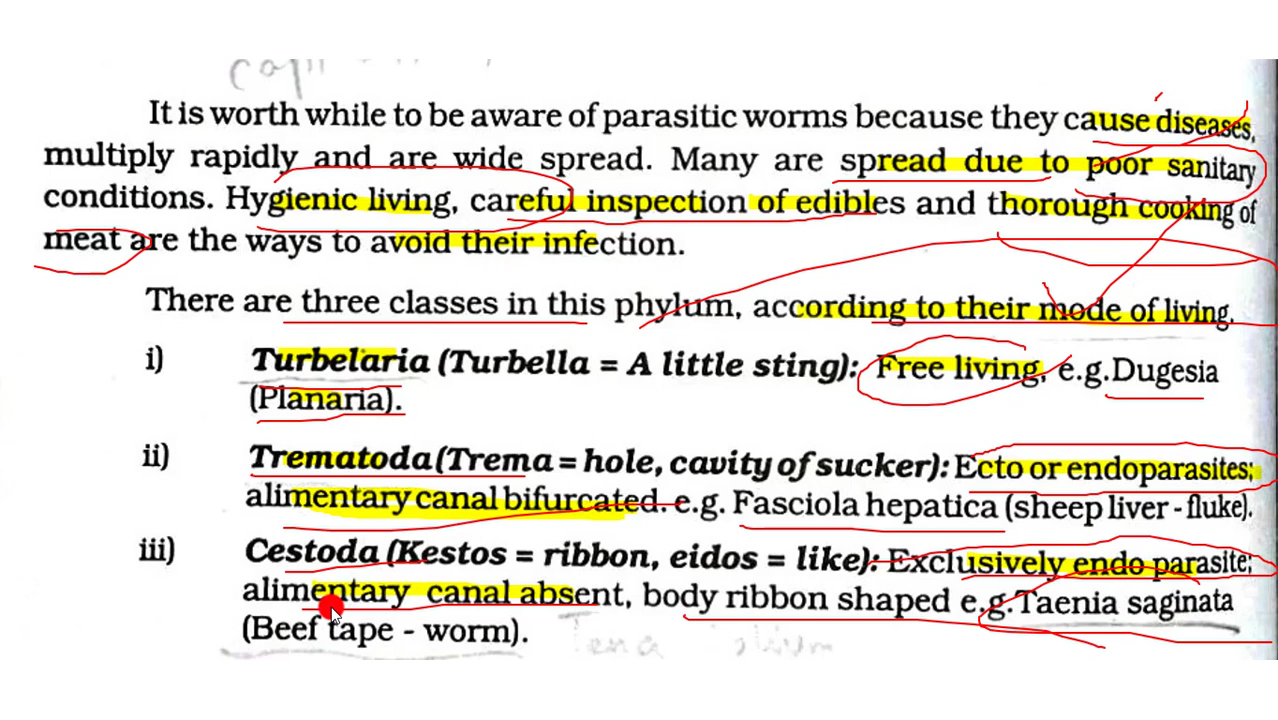 It is worth while to be aware of parasitic worms because they cause diseases,
multiply rapidly and are wide spread. Many are spread due to poor sanitary
conditions. Hygienic living, careful inspection of edibles and thorough cooking of
meat are the ways to avoid their infection.
There are three classes in this phylum, according to their mode of living.
i) Turbelaria (Turbella = A little sting): Free living, e.g.Dugesia
(Planaria).
ii) Trematoda (Trema = hole, cavity of sucker): Ecto or endoparasites;
alimentary canal bifurcated. e.g. Fasciola hepatica (sheep liver - fluke).
iii) Cestoda (Kestos = ribbon, eidos = like): Exclusively endo parasite;
alimentary canal absent, body ribbon shaped e.g.Taenia saginata
(Beef tape - worm).